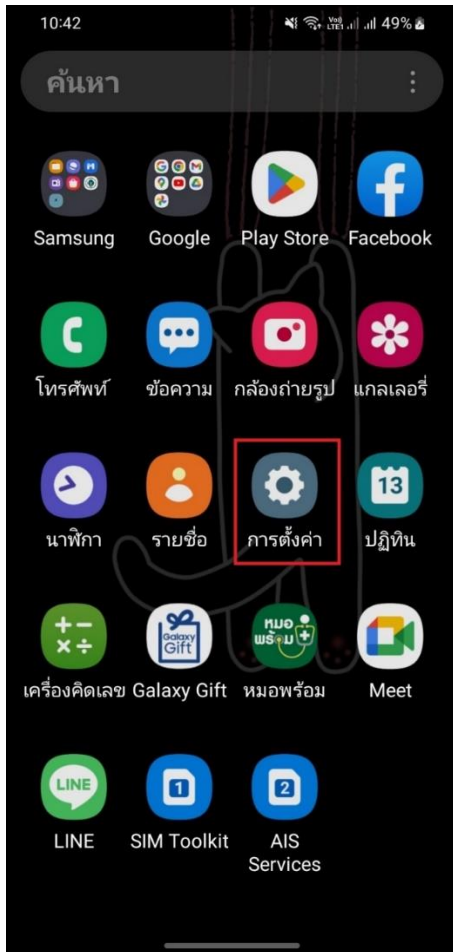 10:42
Vo))
LTE1
49%
ค้นหา
Samsung
Google
Play Store
Facebook
โทรศัพท์
ข้อความ
กล้องถ่ายรูป
แกลเลอรี่
13
นาฬิกา
รายชื่อ
การตั้งค่า
ปฏิทิน
Galaxy
Gift
หมอ
พร้อม
เครื่องคิดเลข
Galaxy Gift
หมอพร้อม
Meet
LINE
1
2
LINE
SIM Toolkit
AIS
Services